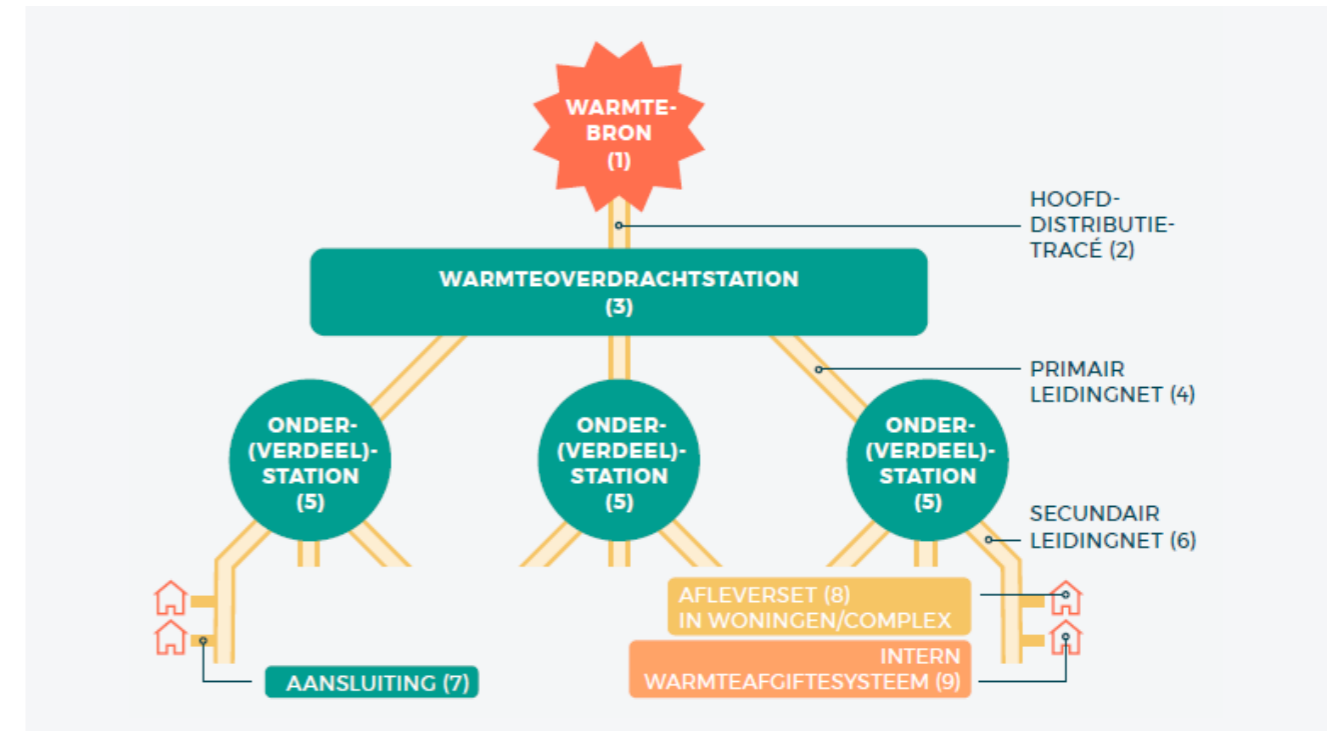 WARMTE-
BRON
(1)
HOOFD-
DISTRIBUTIE-
TRACÉ (2)
WARMTEOVERDRACHTSTATION
(3)
PRIMAIR
LEIDINGNET (4)
ONDER-
(VERDEEL)-
STATION
(5)
ONDER-
(VERDEEL)-
STATION
(5)
ONDER-
(VERDEEL)-
STATION
(5)
SECUNDAIR
LEIDINGNET (6)
AFLEVERSET (8)
IN WONINGEN/COMPLEX
INTERN
WARMTEAFGIFTESYSTEEM (9)
AANSLUITING (7)